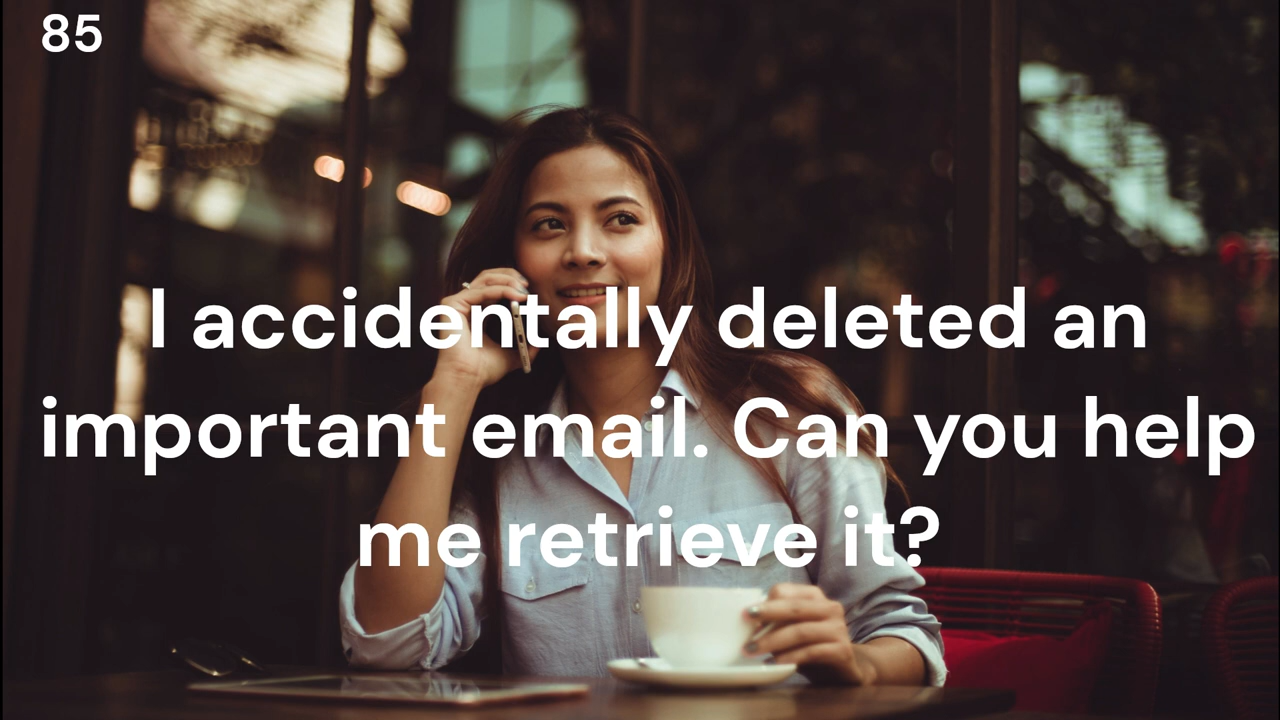 85
I accidentally deleted an
important email. Can you help
me retrieve it?